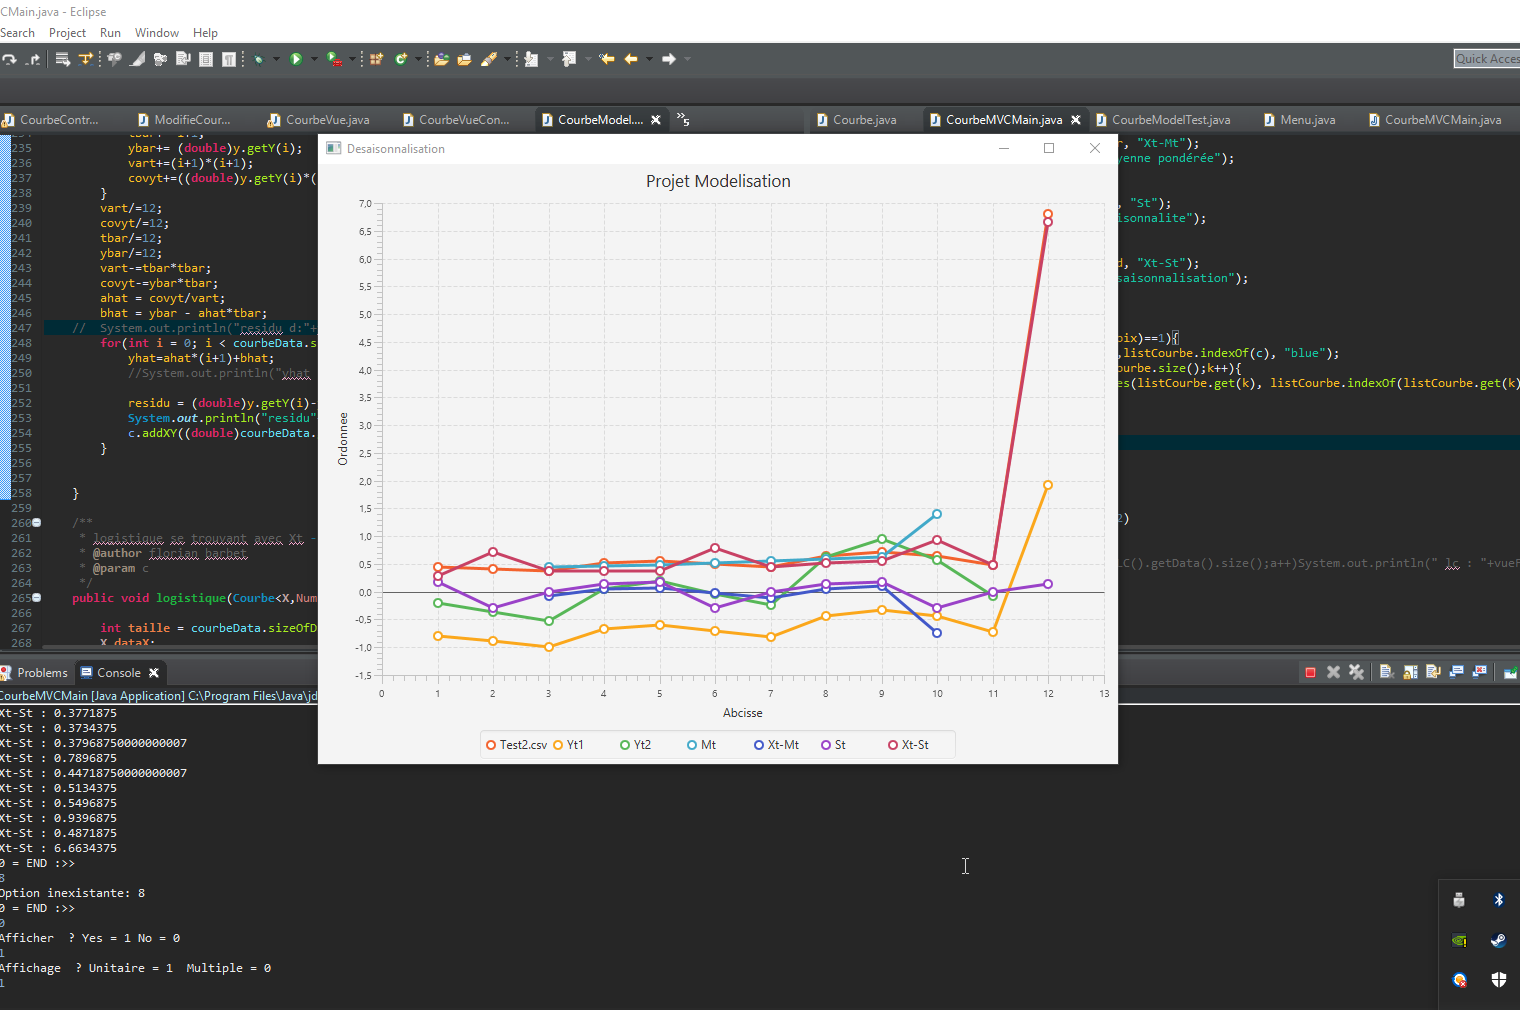 CMain.java - Eclipse
Search Project Run Window Help
Quick Acces
CourbeContr... ModifieCour... CourbeVue.java CourbeVueCon... CourbeModel.... »5 Courbe.java CourbeMVCMain.java CourbeModelTest.java Menu.java CourbeMVCMain.java
235 ybar+= (double)y.getY(i);
236 vart+=(i+1)*(i+1);
237 covyt+=((double)y.getY(i)*(
238 }
239 vart/=12;
240 covyt/=12;
241 tbar/=12;
242 ybar/=12;
243 vart-=tbar*tbar;
244 covyt-=ybar*tbar;
245 ahat = covyt/vart;
246 bhat = ybar - ahat*tbar;
247 // System.out.println("residu d:"+
248 for(int i = 0; i < courbeData.s
249 yhat=ahat*(i+1)+bhat;
250 //System.out.println("yhat
251
252 residu = (double)y.getY(i)-
253 System.out.println("residu"
254 c.addXY((double)courbeData.
255 }
256
257
258 }
259
260 /**
261 * logistique se trouvant avec Xt -
262 * @author florian barbet
263 * @param c
264 */
265 public void logistique(Courbe<X,Num
266
267 int taille = courbeData.sizeOfD
268 X dataX;
r, "Xt-Mt");
yenne pondérée");
, "St");
isonnalite");
d, "Xt-St");
saisonnalisation");
oix)==1){
,listCourbe.indexOf(c), "blue");
ourbe.size();k++){
es(listCourbe.get(k), listCourbe.indexOf(listCourbe.get(k)
2)
LC().getData().size();a++)System.out.println(" lc : "+vueF
Desaisonnalisation
Projet Modelisation
7,0
6,5
6,0
5,5
5,0
4,5
4,0
3,5
3,0
2,5
2,0
1,5
1,0
0,5
0,0
-0,5
-1,0
-1,5
Ordonnee
0 1 2 3 4 5 6 7 8 9 10 11 12 13
Abcisse
Test2.csv Yt1 Yt2 Mt Xt-Mt St Xt-St
Problems Console
CourbeMVCMain [Java Application] C:\Program Files\Java\jd
Xt-St : 0.3771875
Xt-St : 0.3734375
Xt-St : 0.37968750000000007
Xt-St : 0.7896875
Xt-St : 0.44718750000000007
Xt-St : 0.5134375
Xt-St : 0.5496875
Xt-St : 0.9396875
Xt-St : 0.4871875
Xt-St : 6.6634375
0 = END :>>
8
Option inexistante: 8
0 = END :>>
0
Afficher ? Yes = 1 No = 0
1
Affichage ? Unitaire = 1 Multiple = 0
1